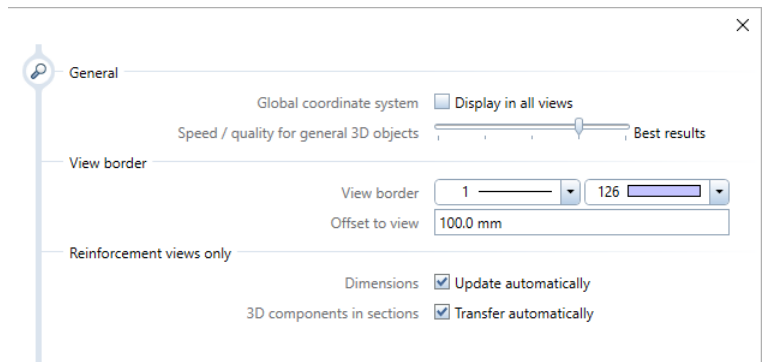 General
Global coordinate system Display in all views
Speed / quality for general 3D objects Best results
View border
View border 1 126
Offset to view 100.0 mm
Reinforcement views only
Dimensions Update automatically
3D components in sections Transfer automatically